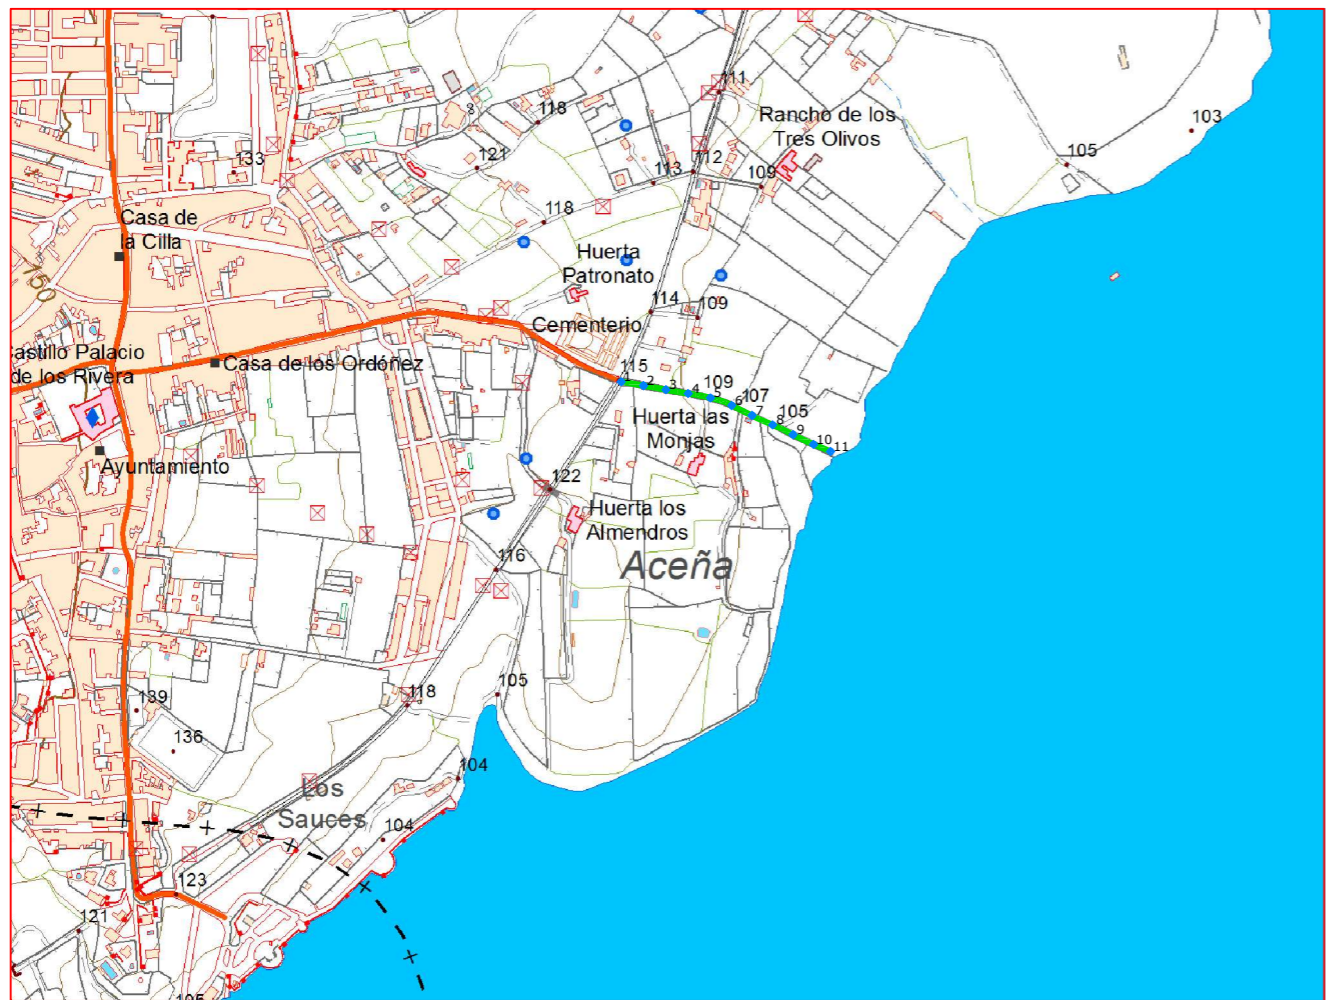 111
118
Rancho de los
Tres Olivos
103
121
133
113
112
109
105
Casa de
la Cilla
118
150
Huerta
Patronato
114
109
Cementerio
astillo Palacio
de los Rivera
Casa de los Ordóñez
115
1
2
3
4
109
5
6
107
7
8
105
9
10
11
Huerta las
Monjas
Ayuntamiento
122
Huerta los
Almendros
Aceña
116
118
105
139
136
104
Los
Sauces
104
123
121
105